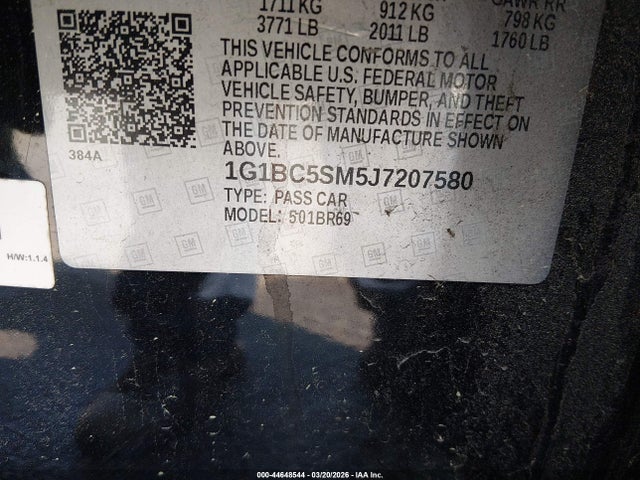 1711 KG 912 KG 798 KG
3771 LB 2011 LB 1760 LB
THIS VEHICLE CONFORMS TO ALL
APPLICABLE U.S. FEDERAL MOTOR
VEHICLE SAFETY, BUMPER, AND THEFT
PREVENTION STANDARDS IN EFFECT ON
THE DATE OF MANUFACTURE SHOWN
ABOVE.
384A
1G1BC5SM5J7207580
TYPE: PASS CAR
MODEL: 501BR69
GM
H/W:1.1.4
000-44648544 — 03/20/2026 — IAA Inc.